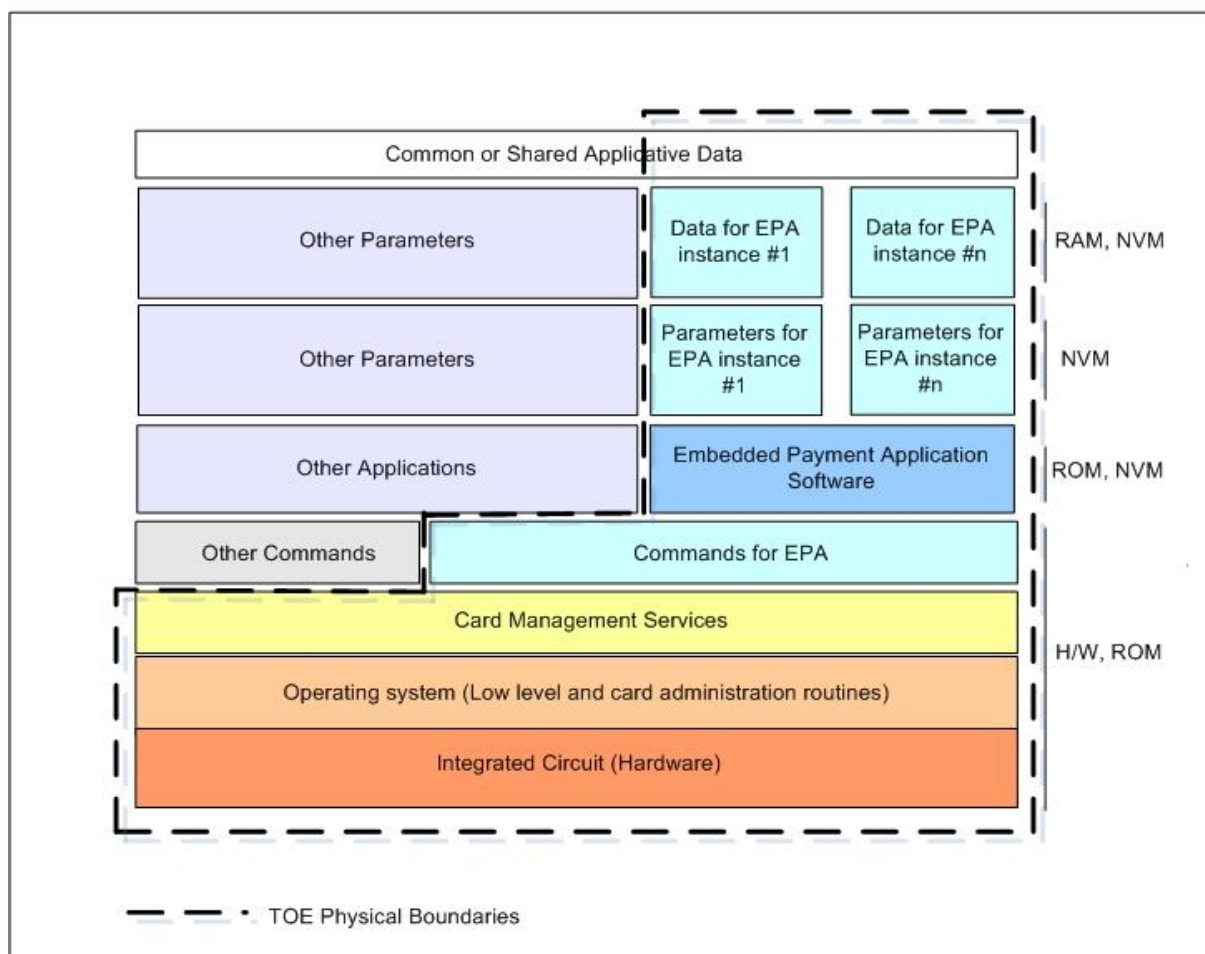 Common or Shared Applicative Data
Other Parameters
Data for EPA
instance #1
Data for EPA
instance #n
RAM, NVM
Other Parameters
Parameters for
EPA instance
#1
Parameters for
EPA instance
#n
NVM
Other Applications
Embedded Payment Application
Software
ROM, NVM
Other Commands
Commands for EPA
Card Management Services
H/W, ROM
Operating system (Low level and card administration routines)
Integrated Circuit (Hardware)
TOE Physical Boundaries